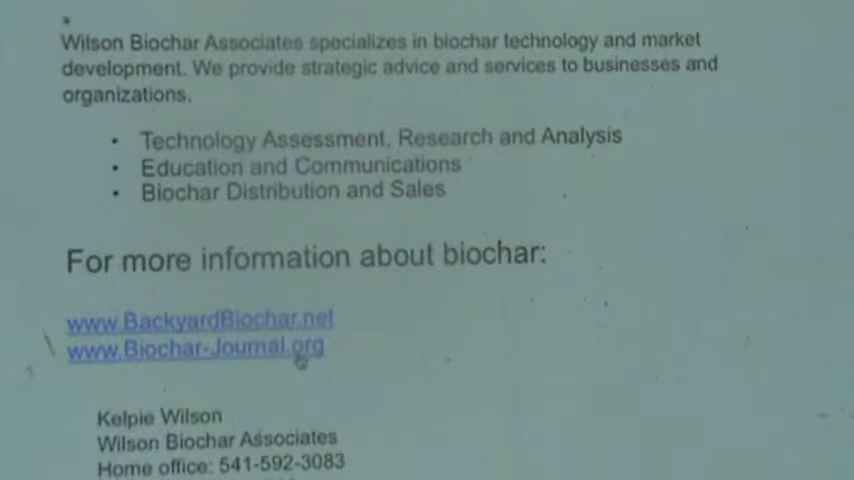 Wilson Biochar Associates specializes in biochar technology and market
development. We provide strategic advice and services to businesses and
organizations.
• Technology Assessment, Research and Analysis
• Education and Communications
• Biochar Distribution and Sales
For more information about biochar:
www.BackyardBiochar.net
www.Biochar-Journal.org
Kelpie Wilson
Wilson Biochar Associates
Home office: 541-592-3083